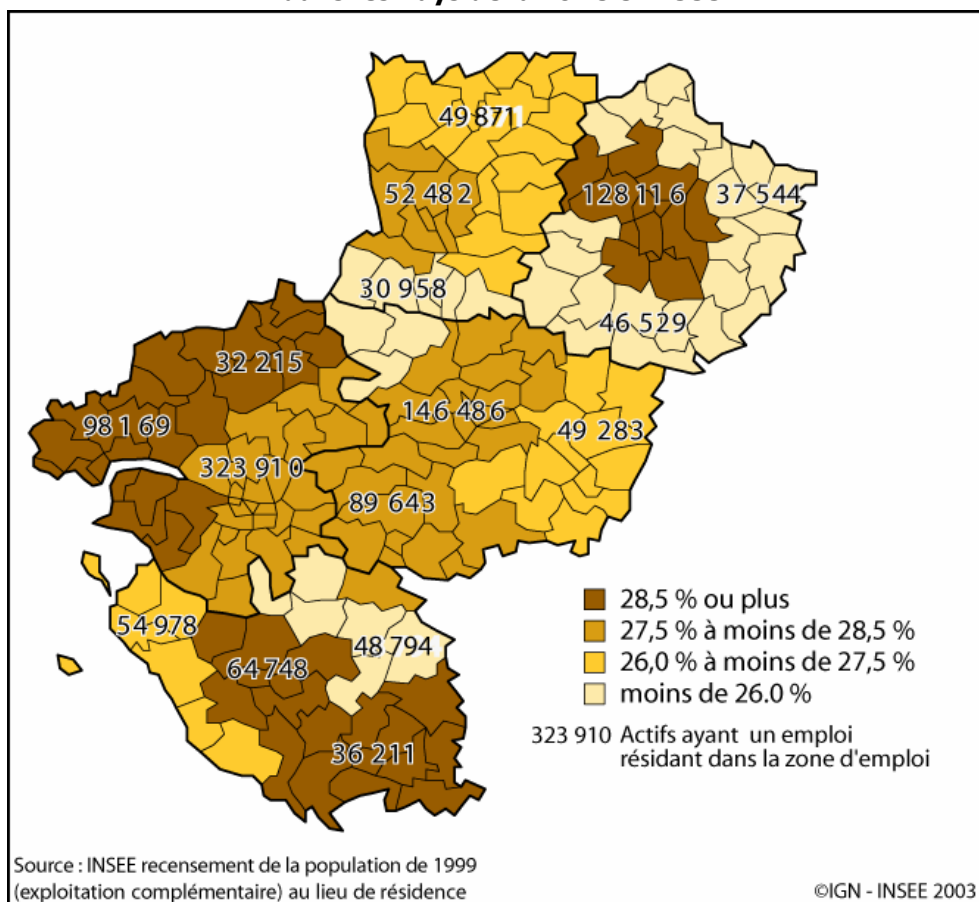 49 871
52 482
128 116
37 544
30 958
46 529
32 215
146 486
98 169
49 283
323 910
89 643
54 978
48 794
64 748
36 211
28,5 % ou plus
27,5 % à moins de 28,5 %
26,0 % à moins de 27,5 %
moins de 26.0 %
323 910 Actifs ayant un emploi
résidant dans la zone d'emploi
Source : INSEE recensement de la population de 1999
(exploitation complémentaire) au lieu de résidence
©IGN - INSEE 2003